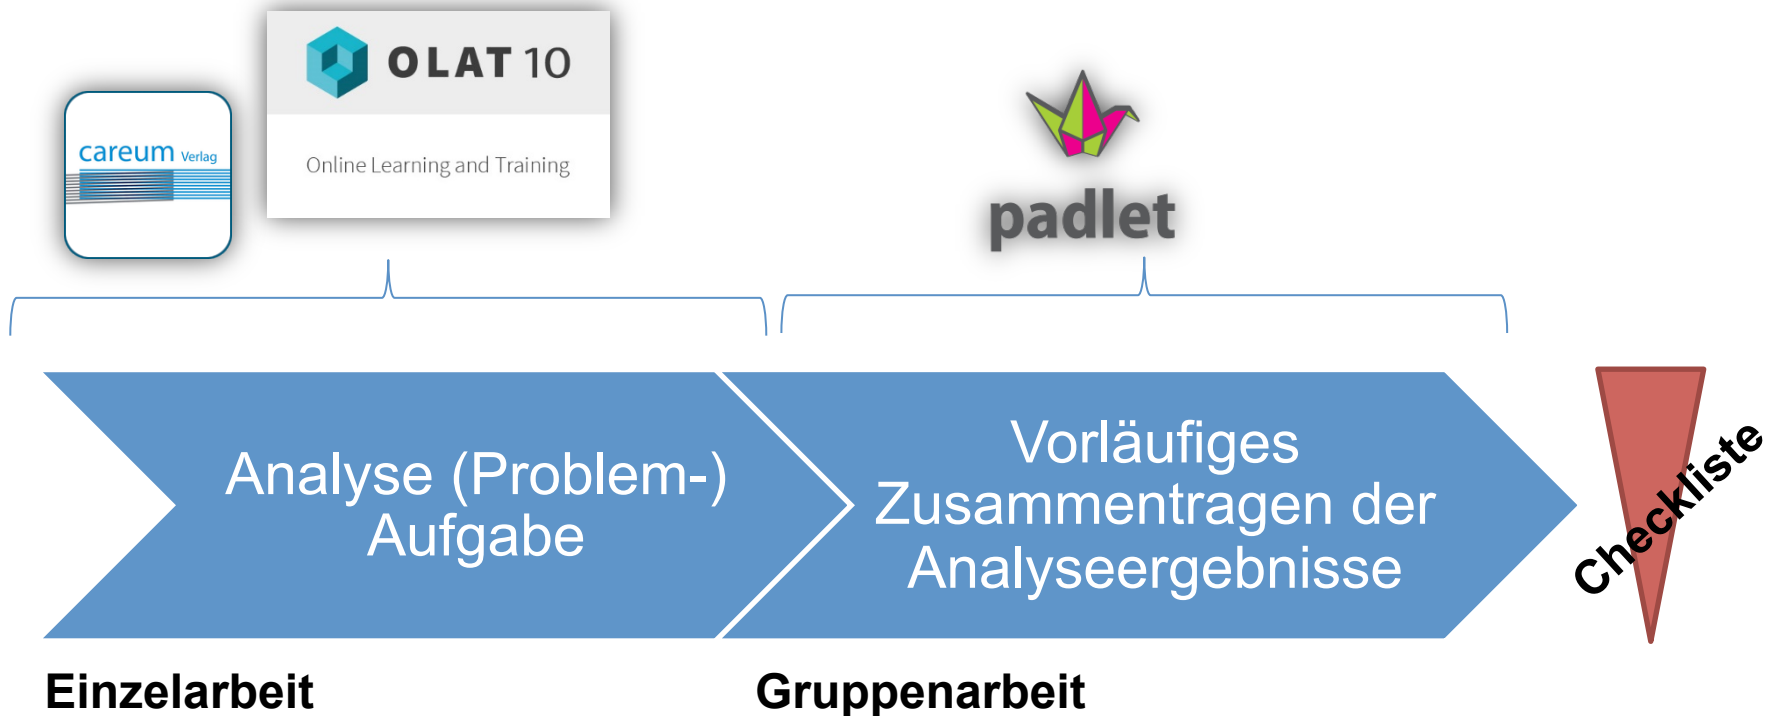 careum Verlag
OLAT 10
Online Learning and Training
padlet
Analyse (Problem-)
Aufgabe
Vorläufiges
Zusammentragen der
Analyseergebnisse
Checkliste
Einzelarbeit
Gruppenarbeit